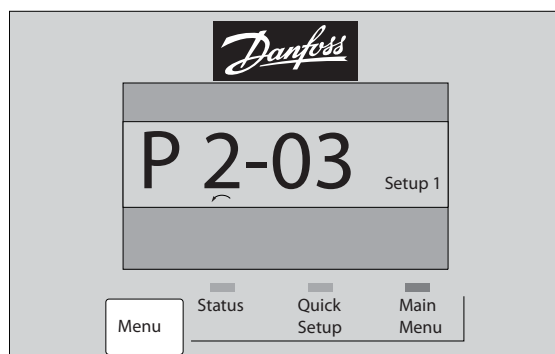 Danfoss
P 2-03
Setup 1
Status
Quick
Setup
Main
Menu
Menu